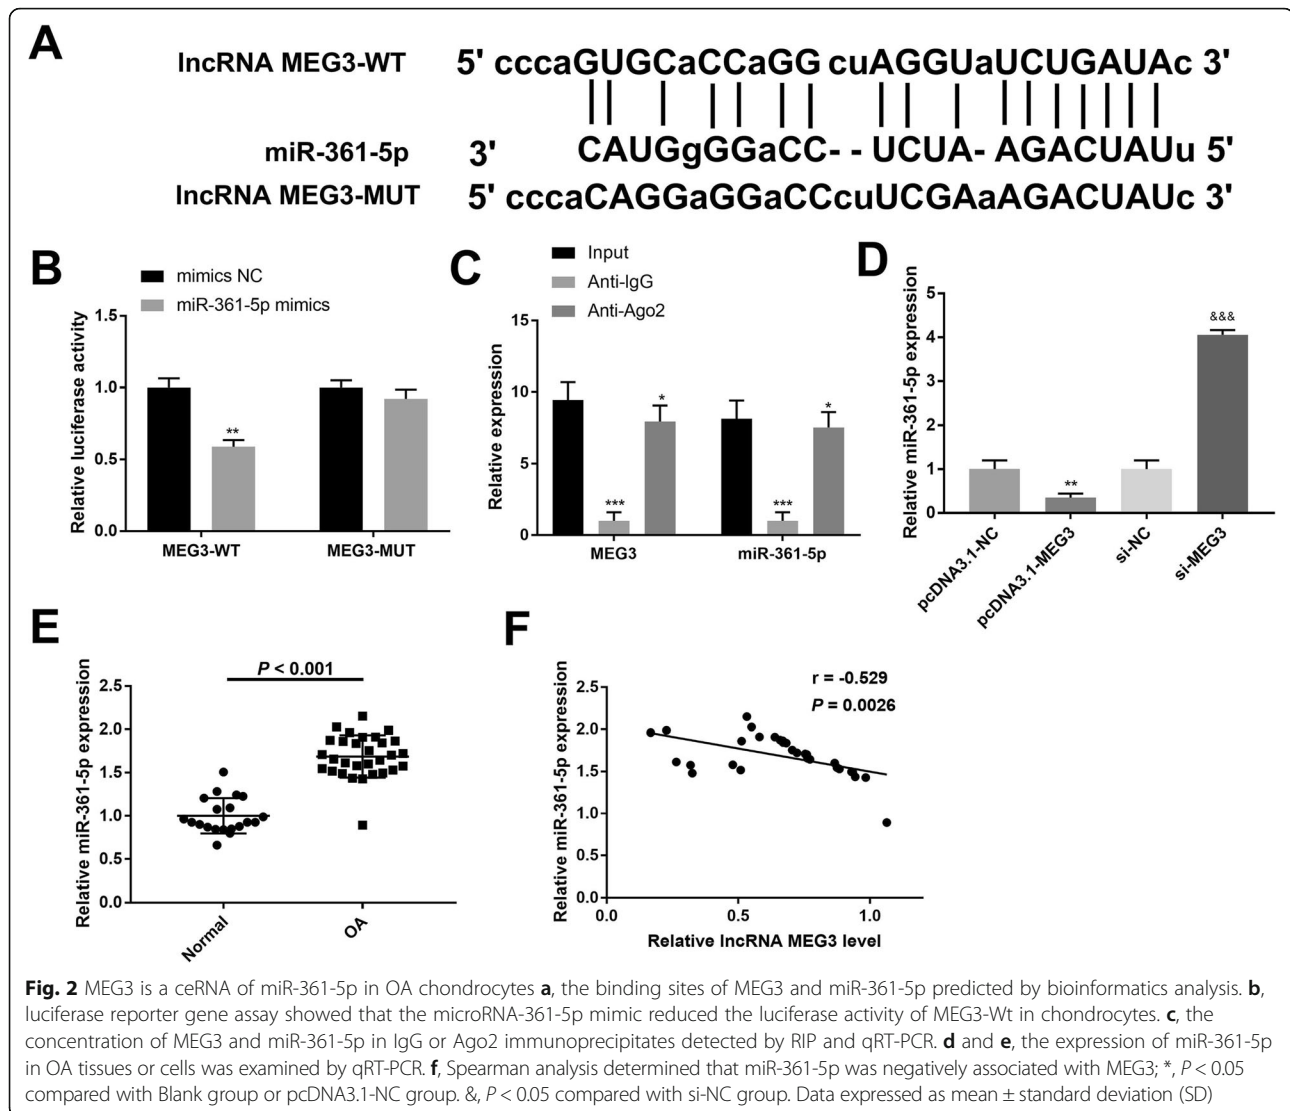 A
lncRNA MEG3-WT 5' cccaGUGCaCCaGG cuAGGUaUCUGAUAc 3'
miR-361-5p 3' CAUGgGGaCC- - UCUA- AGACUAUu 5'
lncRNA MEG3-MUT 5' cccaCAGGaGGaCCcuUCGAaAGACUAUc 3'
B
mimics NC
miR-361-5p mimics
Relative luciferase activity
1.5
1.0
0.5
0.0
**
MEG3-WT MEG3-MUT
C
Input
Anti-IgG
Anti-Ago2
Relative expression
15
10
5
0
*** * *** *
MEG3 miR-361-5p
D
Relative miR-361-5p expression
5
4
3
2
1
0
** &&&
pcDNA3.1-NC pcDNA3.1-MEG3 si-NC si-MEG3
E
Relative miR-361-5p expression
P < 0.001
2.5
2.0
1.5
1.0
0.5
0.0
Normal OA
F
Relative miR-361-5p expression
r = -0.529
P = 0.0026
2.5
2.0
1.5
1.0
0.5
0.0
0.0 0.5 1.0
Relative lncRNA MEG3 level
Fig. 2 MEG3 is a ceRNA of miR-361-5p in OA chondrocytes a, the binding sites of MEG3 and miR-361-5p predicted by bioinformatics analysis. b,
luciferase reporter gene assay showed that the microRNA-361-5p mimic reduced the luciferase activity of MEG3-Wt in chondrocytes. c, the
concentration of MEG3 and miR-361-5p in IgG or Ago2 immunoprecipitates detected by RIP and qRT-PCR. d and e, the expression of miR-361-5p
in OA tissues or cells was examined by qRT-PCR. f, Spearman analysis determined that miR-361-5p was negatively associated with MEG3; *, P < 0.05
compared with Blank group or pcDNA3.1-NC group. &, P < 0.05 compared with si-NC group. Data expressed as mean ± standard deviation (SD)